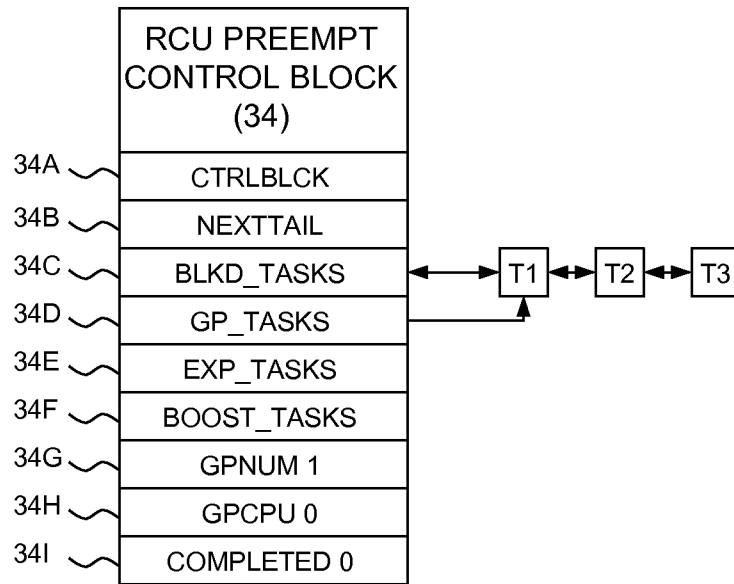 RCU PREEMPT
CONTROL BLOCK
(34)
34A CTRLBLCK
34B NEXTTAIL
34C BLKD_TASKS T1 T2 T3
34D GP_TASKS
34E EXP_TASKS
34F BOOST_TASKS
34G GPNUM 1
34H GPCPU 0
34I COMPLETED 0